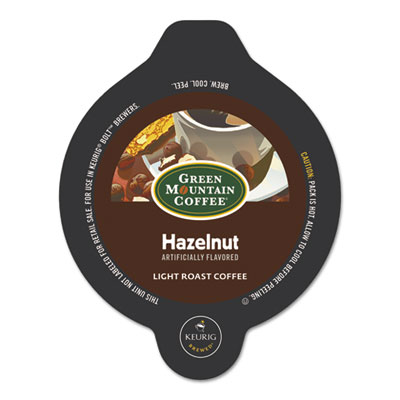 BREW. COOL. PEEL.
THIS UNIT NOT LABELED FOR RETAIL SALE. FOR USE IN KEURIG® BOLT™ BREWERS.
CAUTION: PACK IS HOT. ALLOW TO COOL BEFORE PEELING.
GREEN
MOUNTAIN
COFFEE®
Hazelnut
ARTIFICIALLY FLAVORED
LIGHT ROAST COFFEE
KEURIG
BREWED®